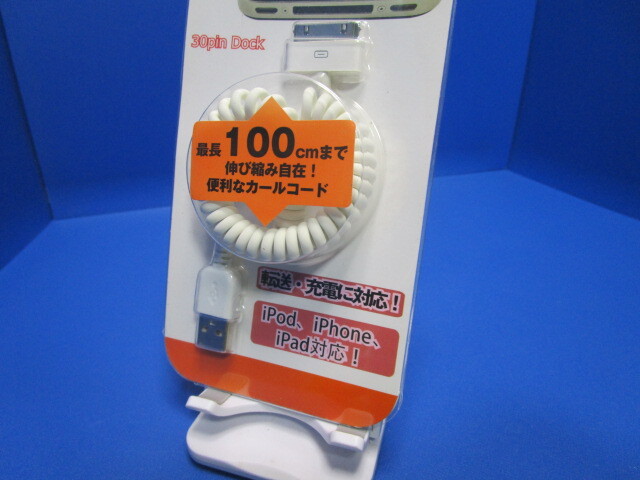 30pin Dock
最長100cmまで
伸び縮み自在！
便利なカールコード
転送・充電に対応！
iPod、iPhone、
iPad対応！